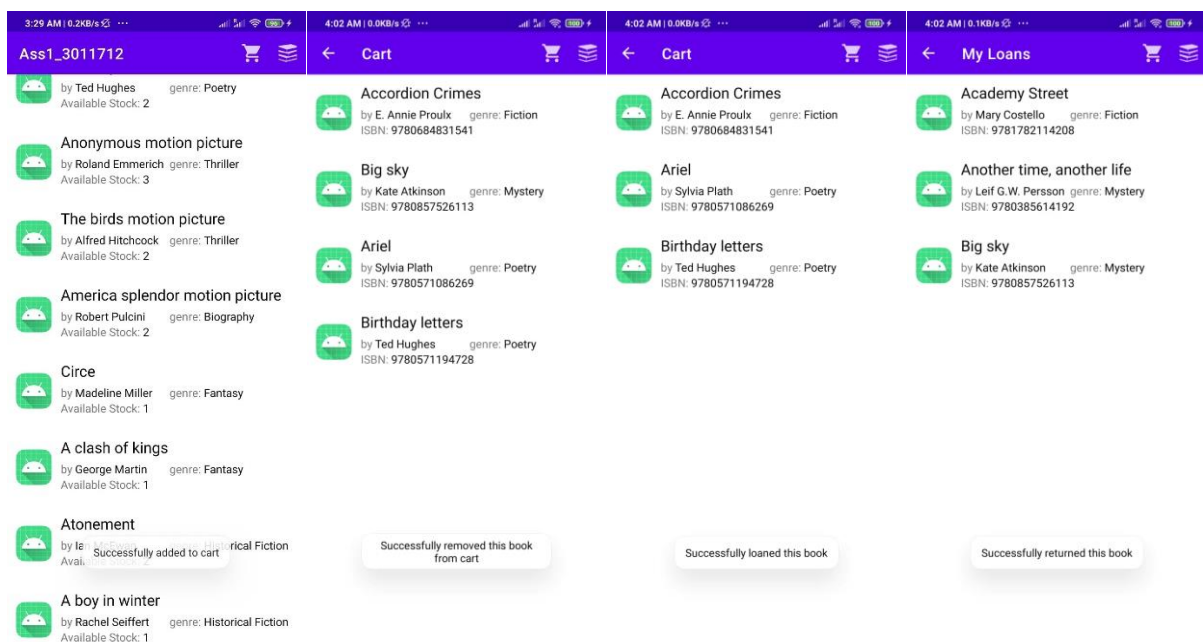 3:29 AM | 0.2KB/s
Ass1_3011712
by Ted Hughes genre: Poetry
Available Stock: 2
Anonymous motion picture
by Roland Emmerich genre: Thriller
Available Stock: 3
The birds motion picture
by Alfred Hitchcock genre: Thriller
Available Stock: 2
America splendor motion picture
by Robert Pulcini genre: Biography
Available Stock: 2
Circe
by Madeline Miller genre: Fantasy
Available Stock: 1
A clash of kings
by George Martin genre: Fantasy
Available Stock: 1
Atonement
by Historical Fiction
Successfully added to cart
A boy in winter
by Rachel Seiffert genre: Historical Fiction
Available Stock: 1
4:02 AM | 0.0KB/s 100
Cart
Accordion Crimes
by E. Annie Proulx genre: Fiction
ISBN: 9780684831541
Big sky
by Kate Atkinson genre: Mystery
ISBN: 9780857526113
Ariel
by Sylvia Plath genre: Poetry
ISBN: 9780571086269
Birthday letters
by Ted Hughes genre: Poetry
ISBN: 9780571194728
Successfully removed this book
from cart
4:02 AM | 0.0KB/s 100
Cart
Accordion Crimes
by E. Annie Proulx genre: Fiction
ISBN: 9780684831541
Ariel
by Sylvia Plath genre: Poetry
ISBN: 9780571086269
Birthday letters
by Ted Hughes genre: Poetry
ISBN: 9780571194728
Successfully loaned this book
4:02 AM | 0.1KB/s 100
My Loans
Academy Street
by Mary Costello genre: Fiction
ISBN: 9781782114208
Another time, another life
by Leif G.W. Persson genre: Mystery
ISBN: 9780385614192
Big sky
by Kate Atkinson genre: Mystery
ISBN: 9780857526113
Successfully returned this book